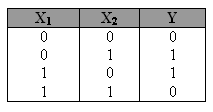 X₁ X₂ Y
0 0 0
0 1 1
1 0 1
1 1 0